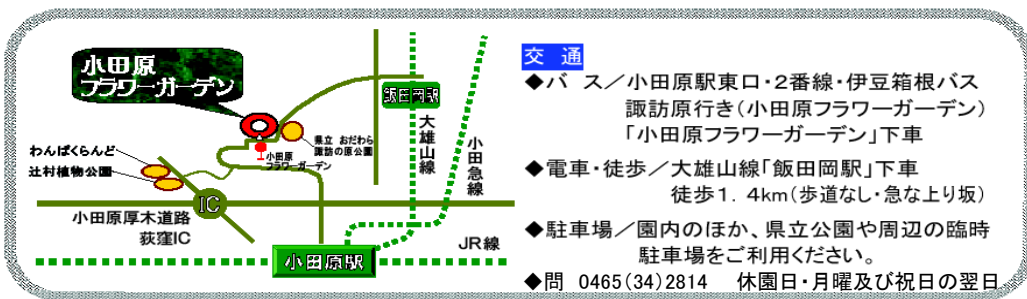 小田原
フラワーガーデン
飯田岡駅
大雄山線
小田急線
県立 おだわら
諏訪の原公園
小田原
フラワーガーデン
わんぱくらんど
辻村植物公園
IC
小田原厚木道路
荻窪IC
小田原駅
JR線
交 通
◆バ ス/小田原駅東口・2番線・伊豆箱根バス
諏訪原行き(小田原フラワーガーデン)
「小田原フラワーガーデン」下車
◆電車・徒歩/大雄山線「飯田岡駅」下車
徒歩1.4km(歩道なし・急な上り坂)
◆駐車場/園内のほか、県立公園や周辺の臨時
駐車場をご利用ください。
◆問 0465(34)2814 休園日・月曜及び祝日の翌日